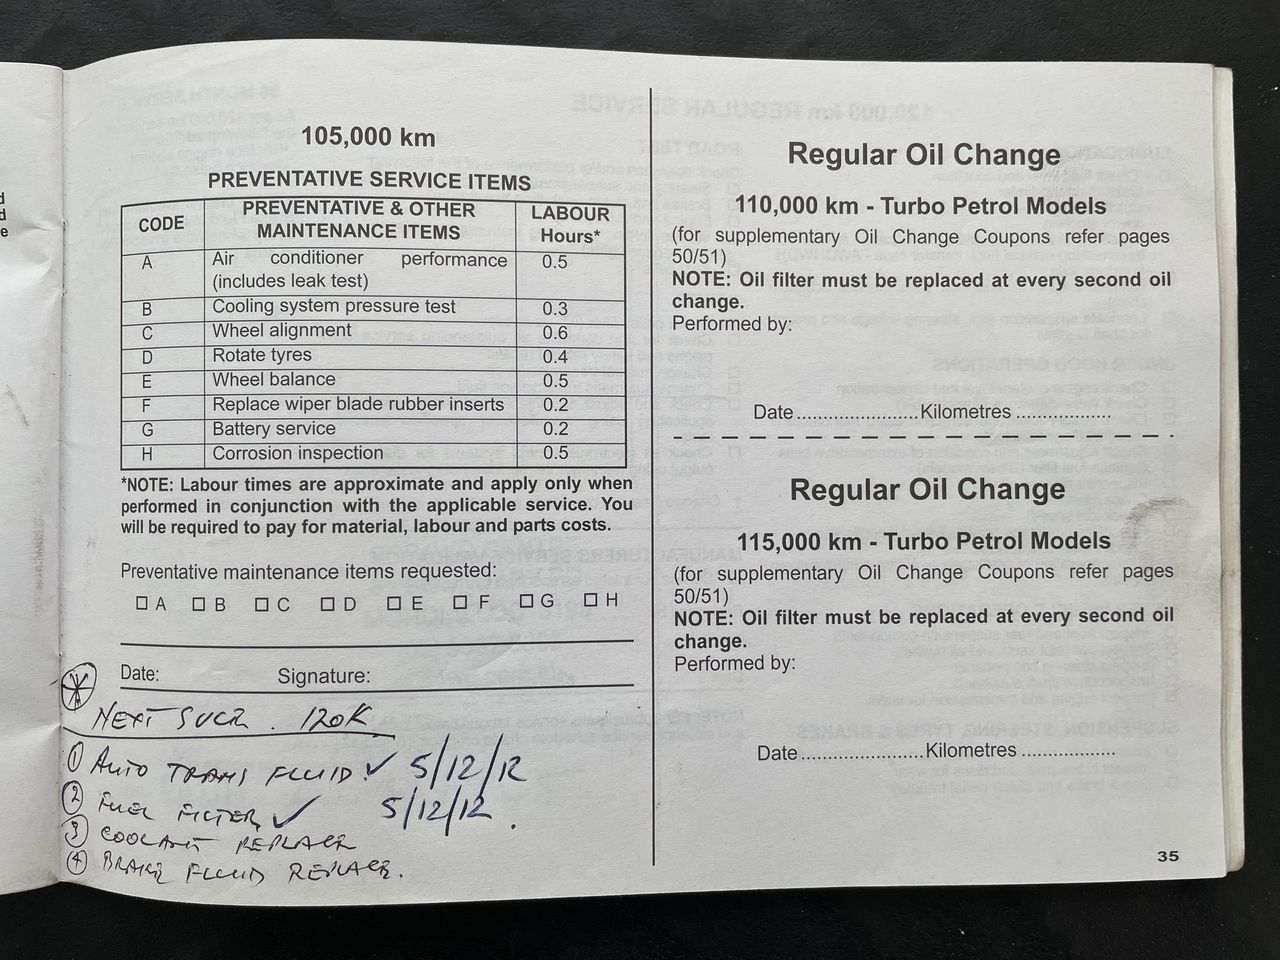 105,000 km
PREVENTATIVE SERVICE ITEMS
CODE
PREVENTATIVE & OTHER
MAINTENANCE ITEMS
LABOUR
Hours*
A Air conditioner performance 0.5
(includes leak test)
B Cooling system pressure test 0.3
C Wheel alignment 0.6
D Rotate tyres 0.4
E Wheel balance 0.5
F Replace wiper blade rubber inserts 0.2
G Battery service 0.2
H Corrosion inspection 0.5
*NOTE: Labour times are approximate and apply only when
performed in conjunction with the applicable service. You
will be required to pay for material, labour and parts costs.
Preventative maintenance items requested:
☐ A ☐ B ☐ C ☐ D ☐ E ☐ F ☐ G ☐ H
Date: Signature:
NEXT 120K
① AUTO TRANS FLUID. ✓ 5/12/12
② FUEL FILTER ✓ 5/12/12.
③ COOLANT REPLACE
④ BRAKE FLUID REPLACE.
Regular Oil Change
110,000 km - Turbo Petrol Models
(for supplementary Oil Change Coupons refer pages
50/51)
NOTE: Oil filter must be replaced at every second oil
change.
Performed by:
Date.......................Kilometres ..................
Regular Oil Change
115,000 km - Turbo Petrol Models
(for supplementary Oil Change Coupons refer pages
50/51)
NOTE: Oil filter must be replaced at every second oil
change.
Performed by:
Date.......................Kilometres ..................
35